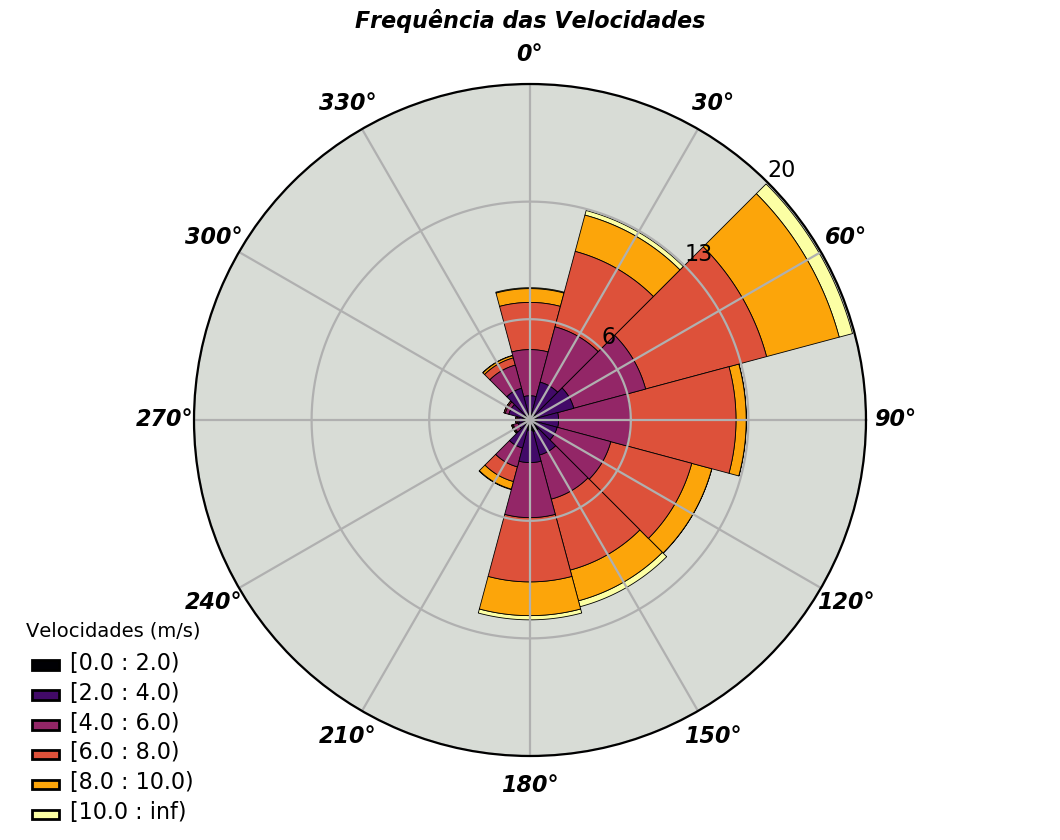 Frequência das Velocidades
0°
330°
30°
20
300°
60°
13
6
270°
90°
240°
120°
210°
150°
180°
Velocidades (m/s)
[0.0 : 2.0)
[2.0 : 4.0)
[4.0 : 6.0)
[6.0 : 8.0)
[8.0 : 10.0)
[10.0 : inf)